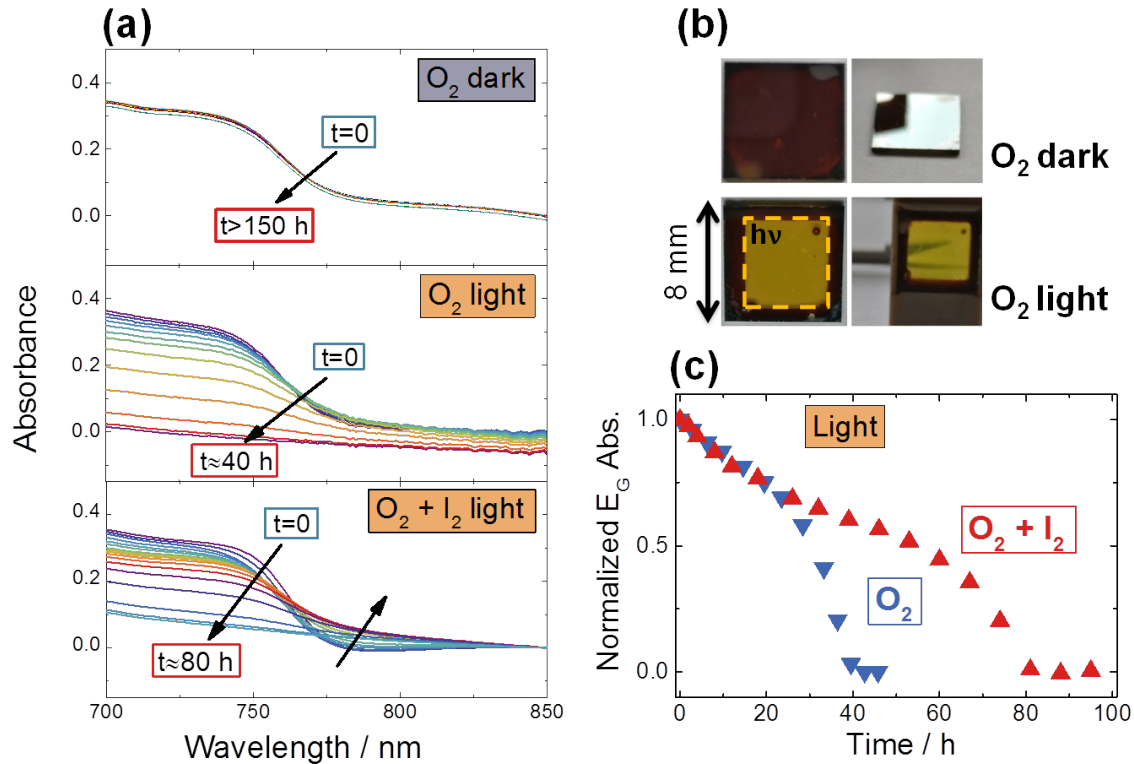 (a)
Absorbance
0.4
0.2
0.0
O₂ dark
t=0
t>150 h
0.4
0.2
0.0
O₂ light
t=0
t≈40 h
0.4
0.2
0.0
O₂ + I₂ light
t=0
t≈80 h
700 750 800 850
Wavelength / nm
(b)
O₂ dark
8 mm
hν
O₂ light
(c)
Normalized E_G Abs.
1.0
0.5
0.0
Light
O₂ + I₂
O₂
0 20 40 60 80 100
Time / h